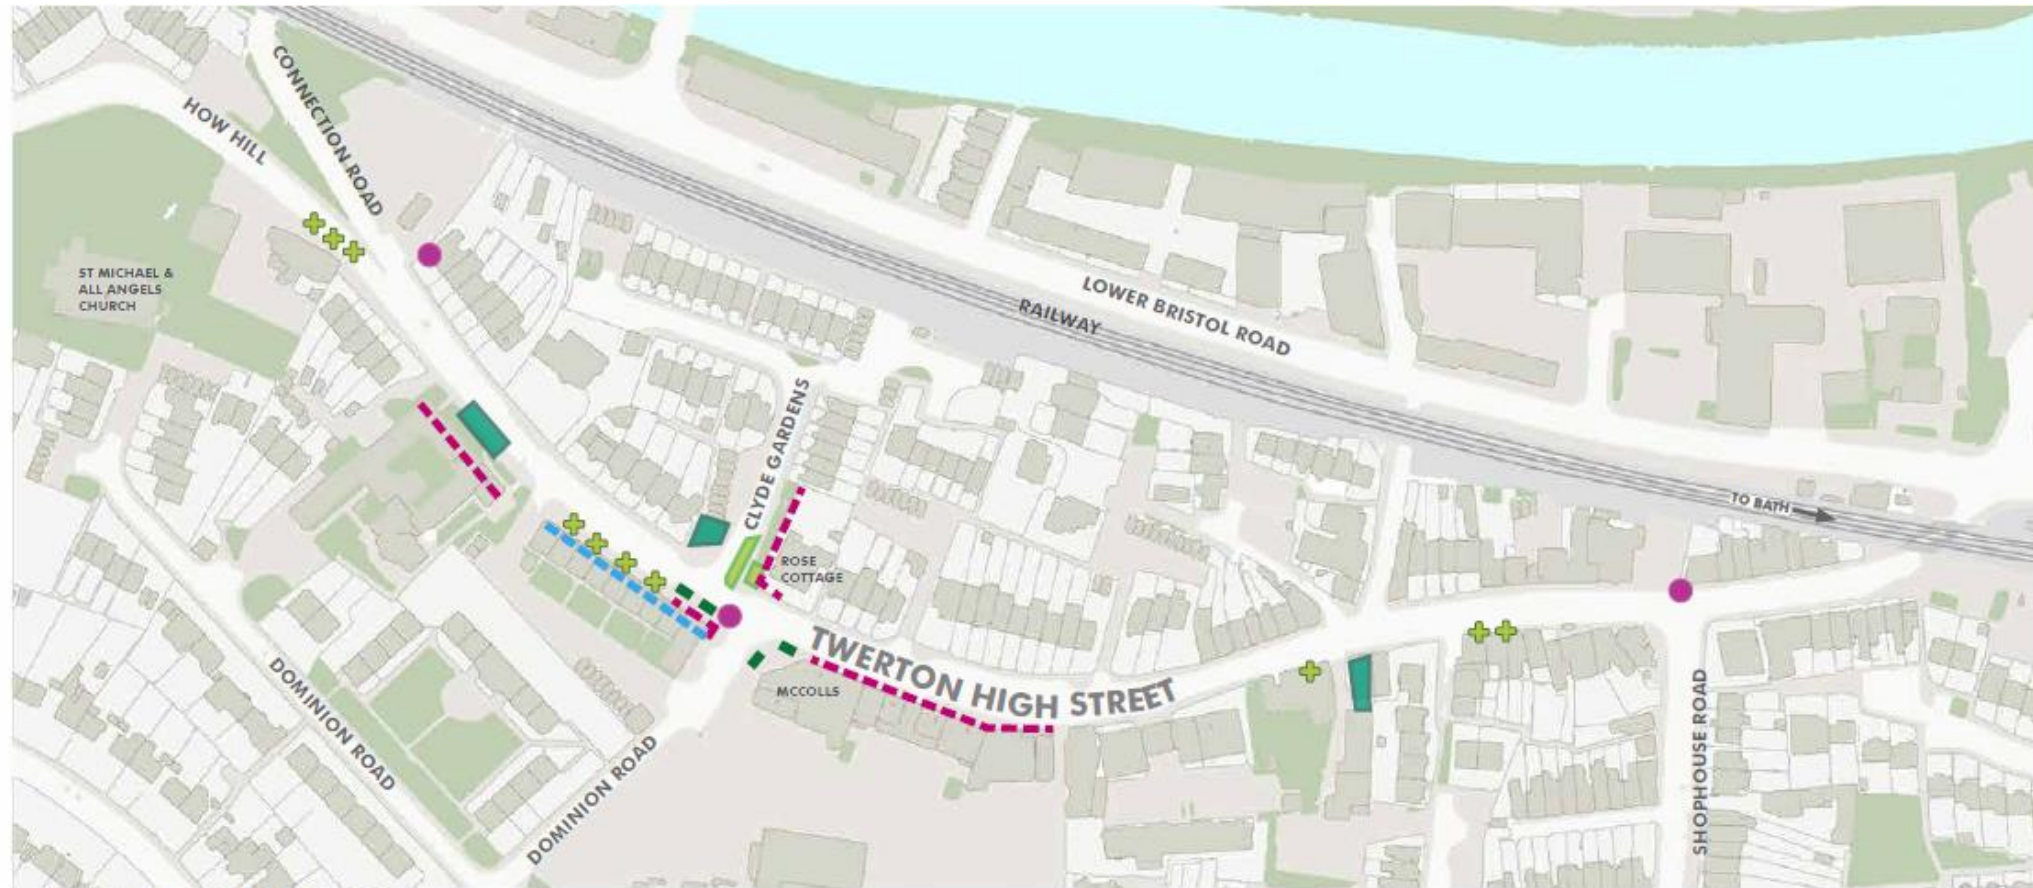 CONNECTION ROAD
HOW HILL
ST MICHAEL &
ALL ANGELS
CHURCH
LOWER BRISTOL ROAD
RAILWAY
CLYDE GARDENS
TO BATH
ROSE
COTTAGE
TWERTON HIGH STREET
MCCOLLS
DOMINION ROAD
DOMINION ROAD
SHOPHOUSE ROAD